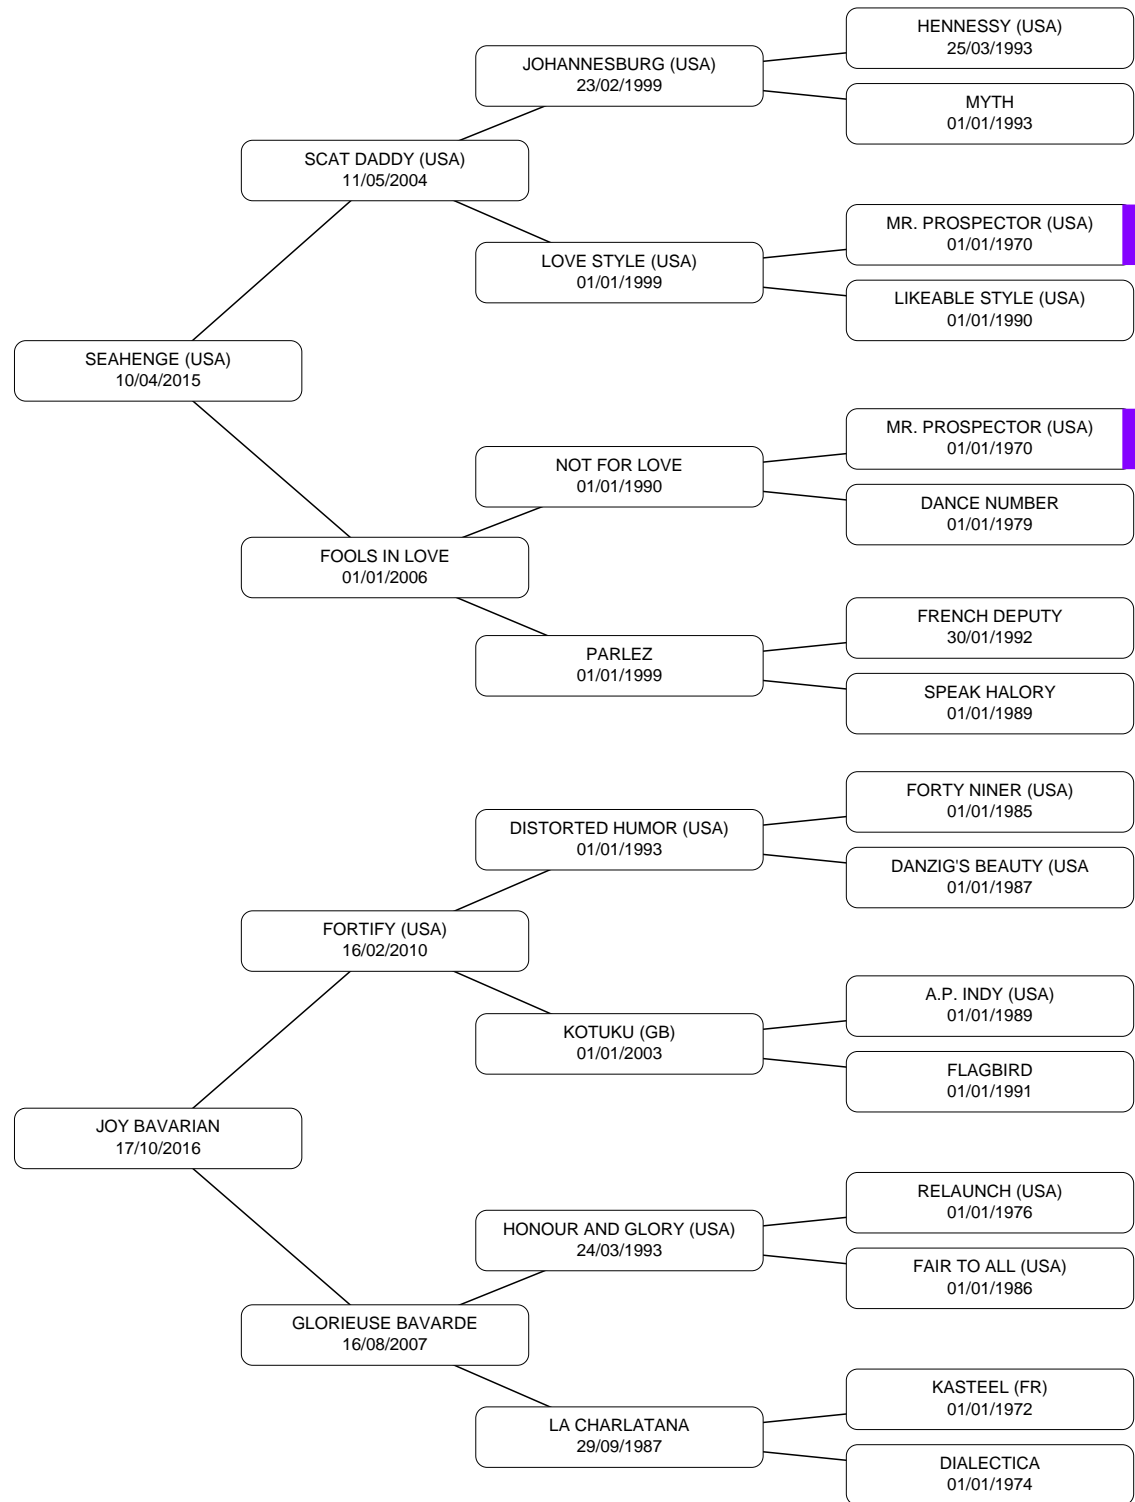 HENNESSY (USA)
25/03/1993
JOHANNESBURG (USA)
23/02/1999
MYTH
01/01/1993
SCAT DADDY (USA)
11/05/2004
MR. PROSPECTOR (USA)
01/01/1970
LOVE STYLE (USA)
01/01/1999
LIKEABLE STYLE (USA)
01/01/1990
SEAHENGE (USA)
10/04/2015
MR. PROSPECTOR (USA)
01/01/1970
NOT FOR LOVE
01/01/1990
DANCE NUMBER
01/01/1979
FOOLS IN LOVE
01/01/2006
FRENCH DEPUTY
30/01/1992
PARLEZ
01/01/1999
SPEAK HALORY
01/01/1989
FORTY NINER (USA)
01/01/1985
DISTORTED HUMOR (USA)
01/01/1993
DANZIG'S BEAUTY (USA
01/01/1987
FORTIFY (USA)
16/02/2010
A.P. INDY (USA)
01/01/1989
KOTUKU (GB)
01/01/2003
FLAGBIRD
01/01/1991
JOY BAVARIAN
17/10/2016
RELAUNCH (USA)
01/01/1976
HONOUR AND GLORY (USA)
24/03/1993
FAIR TO ALL (USA)
01/01/1986
GLORIEUSE BAVARDE
16/08/2007
KASTEEL (FR)
01/01/1972
LA CHARLATANA
29/09/1987
DIALECTICA
01/01/1974